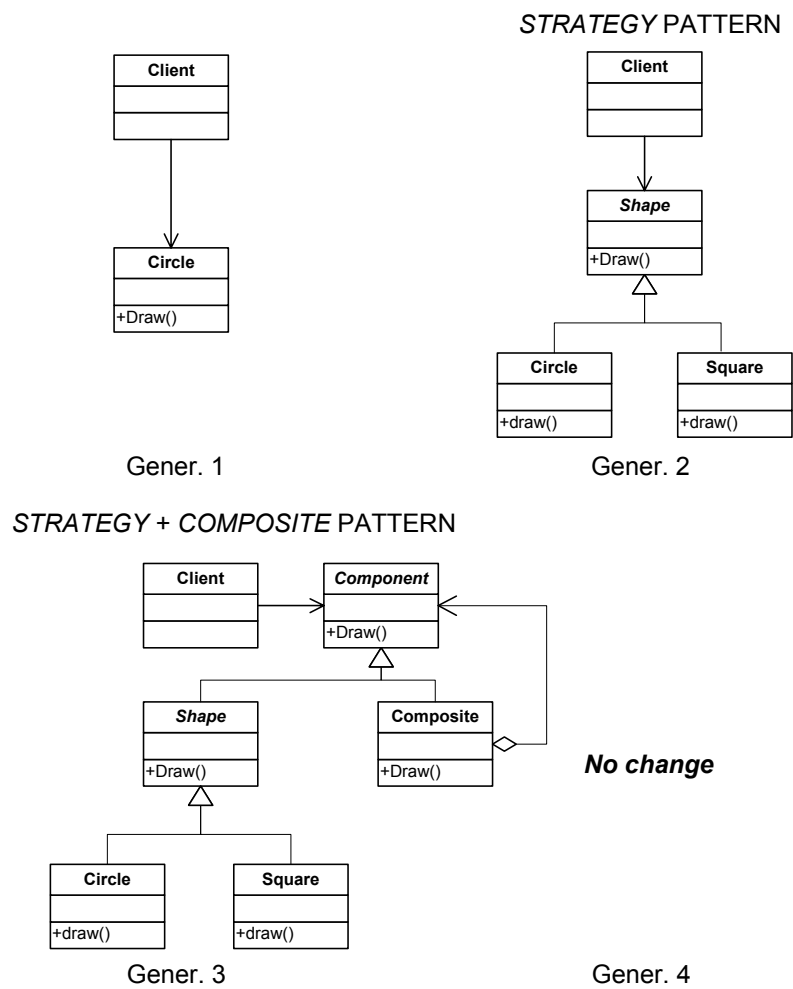 STRATEGY PATTERN
Client
Circle
+Draw()
Gener. 1
Client
Shape
+Draw()
Circle
+draw()
Square
+draw()
Gener. 2
STRATEGY + COMPOSITE PATTERN
Client
Component
+Draw()
Shape
+Draw()
Composite
+Draw()
Circle
+draw()
Square
+draw()
Gener. 3
No change
Gener. 4